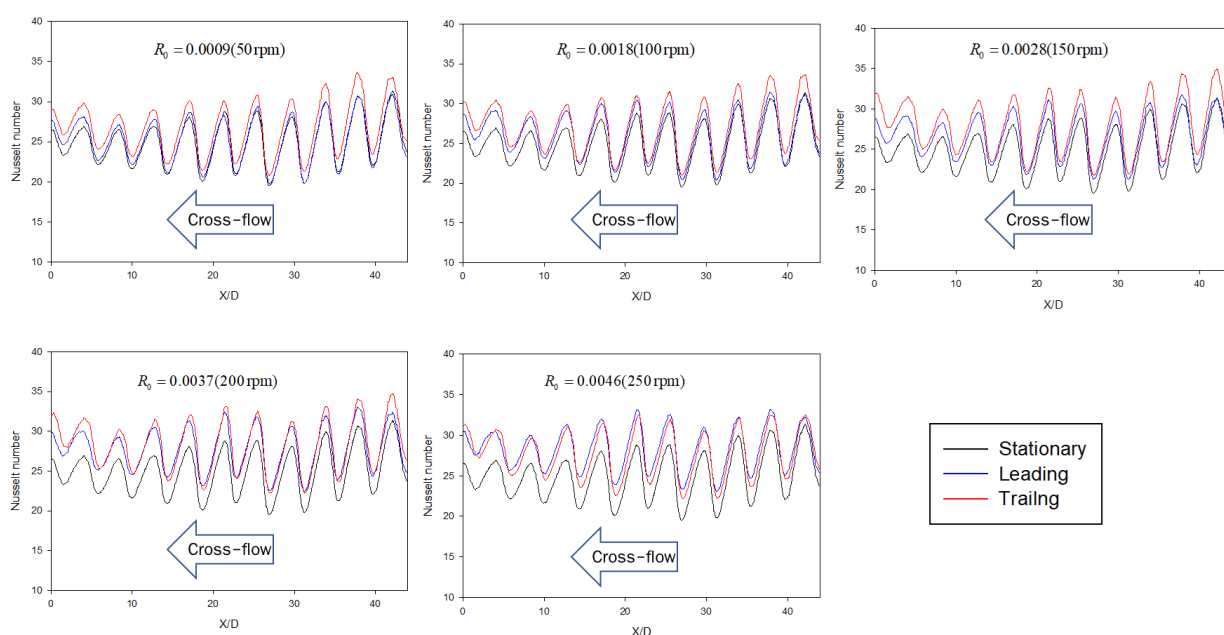 40
35
30
25
20
15
10
Nusselt number
R₀ = 0.0009(50rpm)
Cross-flow
0 10 20 30 40
X/D
40
35
30
25
20
15
10
Nusselt number
R₀ = 0.0018(100rpm)
Cross-flow
0 10 20 30 40
X/D
40
35
30
25
20
15
10
Nusselt number
R₀ = 0.0028(150rpm)
Cross-flow
0 10 20 30 40
X/D
40
35
30
25
20
15
10
Nusselt number
R₀ = 0.0037(200rpm)
Cross-flow
0 10 20 30 40
X/D
40
35
30
25
20
15
10
Nusselt number
R₀ = 0.0046(250rpm)
Cross-flow
0 10 20 30 40
X/D
Stationary
Leading
Trailng